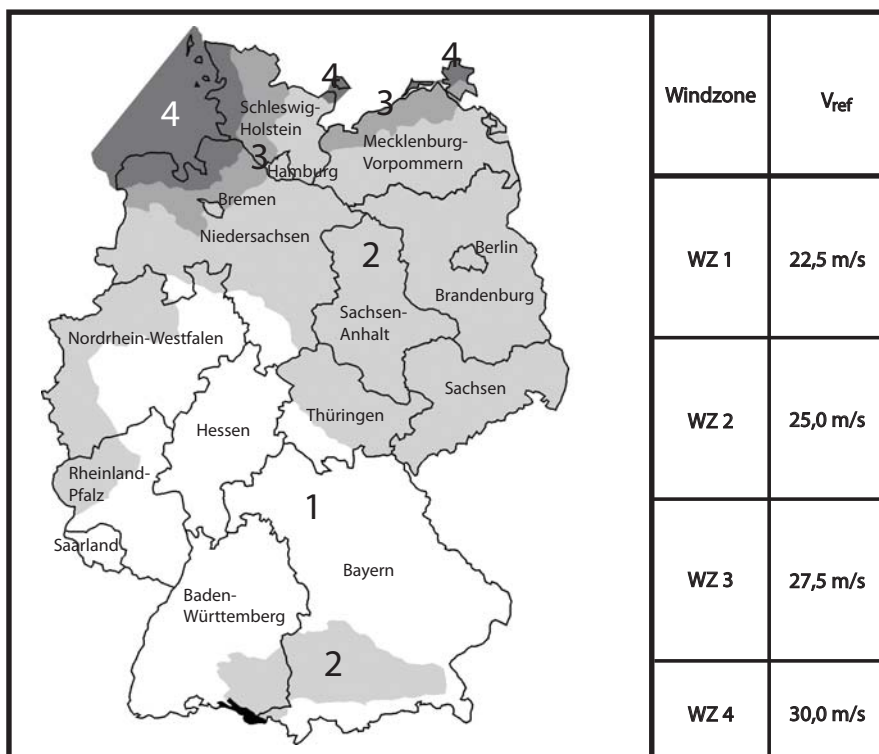 4
4
4
3
Schleswig-
Holstein
3
Mecklenburg-
Vorpommern
Hamburg
Bremen
Niedersachsen
2
Berlin
Brandenburg
Sachsen-
Anhalt
Nordrhein-Westfalen
Sachsen
Thüringen
Hessen
Rheinland-
Pfalz
1
Saarland
Bayern
Baden-
Württemberg
2
Windzone Vref
WZ 1 22,5 m/s
WZ 2 25,0 m/s
WZ 3 27,5 m/s
WZ 4 30,0 m/s